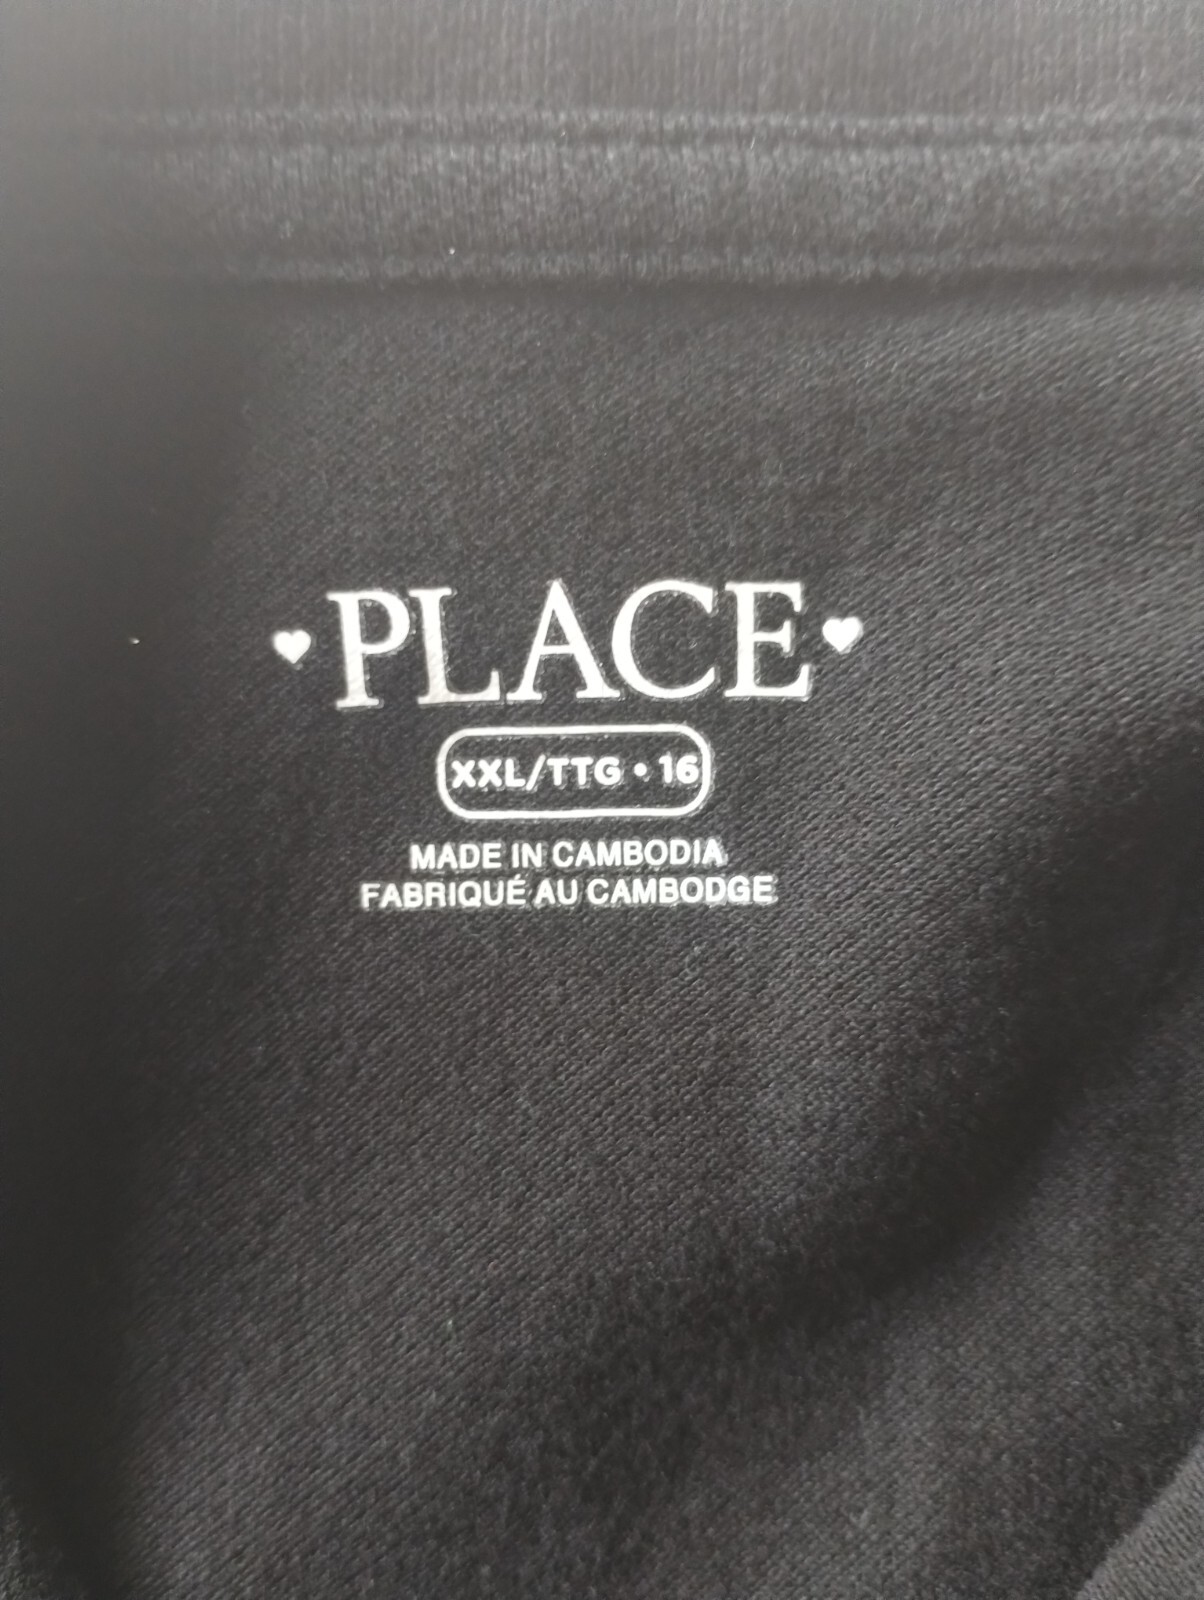 PLACE
XXL/TTG • 16
MADE IN CAMBODIA
FABRIQUÉ AU CAMBODGE